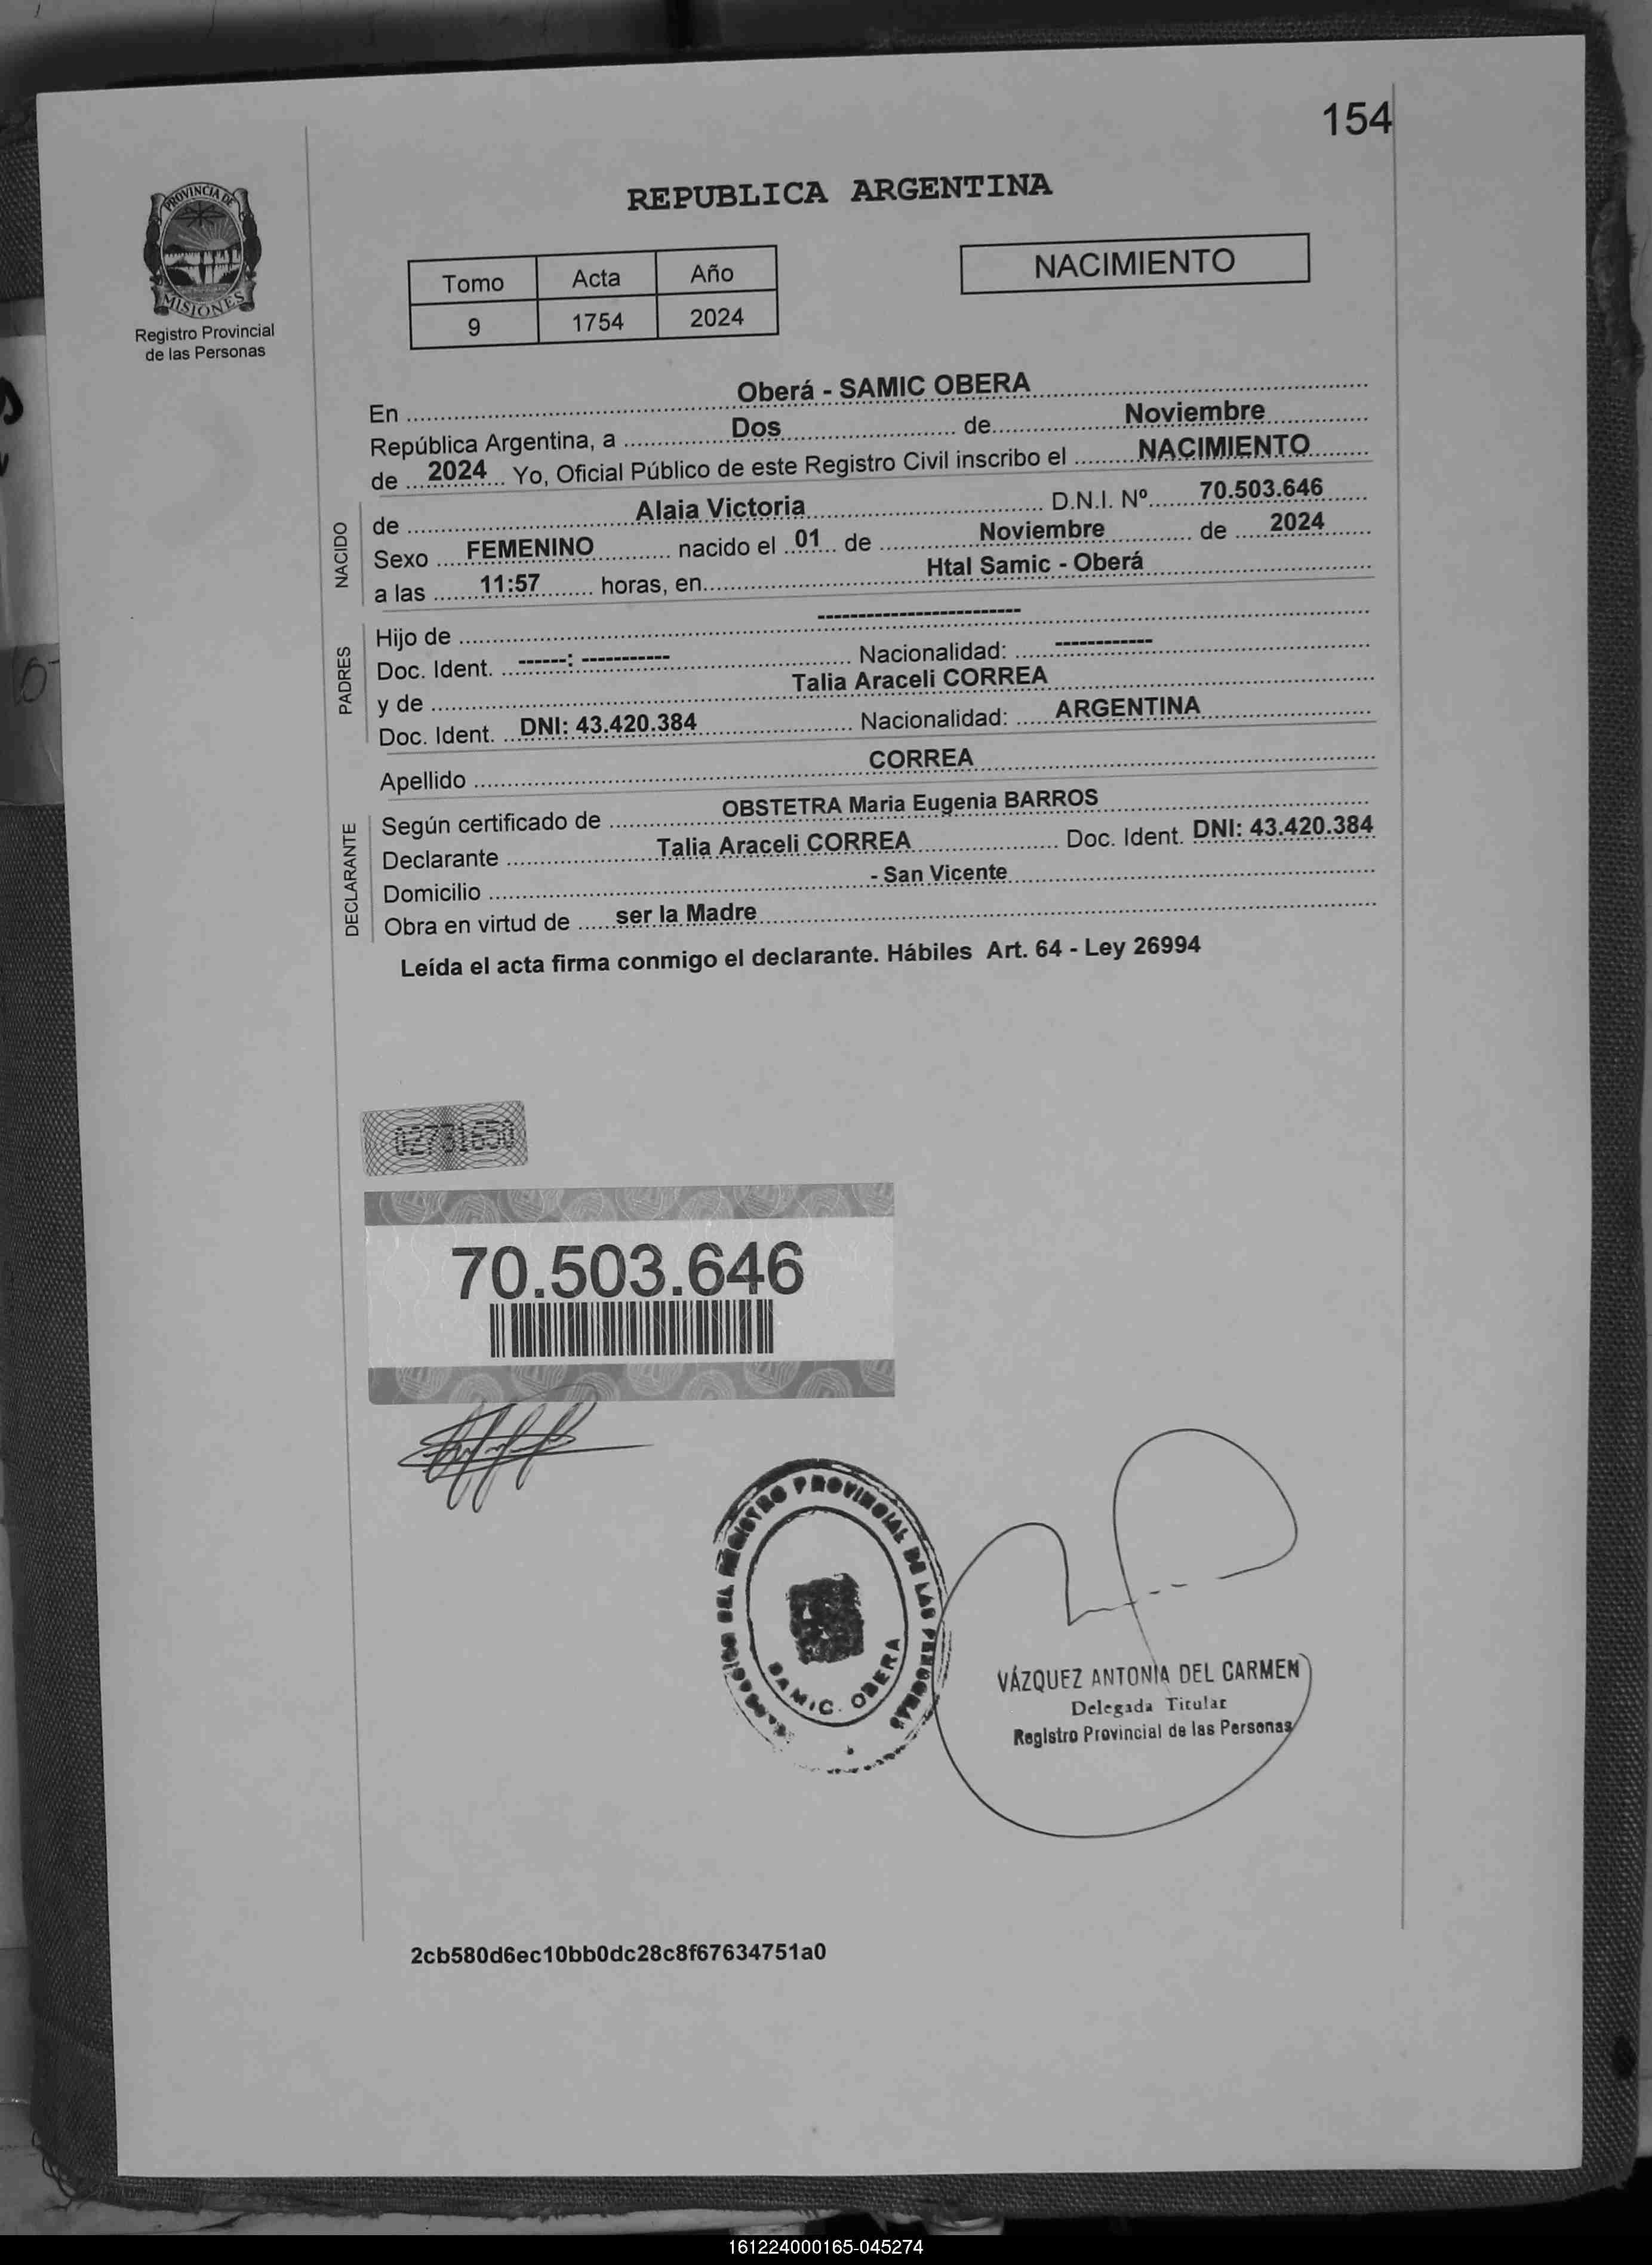 154
PROVINCIA DE
MISIONES
Registro Provincial
de las Personas
REPUBLICA ARGENTINA
Tomo Acta Año
9 1754 2024
NACIMIENTO
En Oberá - SAMIC OBERA
República Argentina, a Dos de Noviembre
de 2024 Yo, Oficial Público de este Registro Civil inscribo el NACIMIENTO
NACIDO
de Alaia Victoria D.N.I. Nº 70.503.646
Sexo FEMENINO nacido el 01 de Noviembre de 2024
a las 11:57 horas, en Htal Samic - Oberá
PADRES
Hijo de -------------------------
Doc. Ident. ------: ----------- Nacionalidad: ------------
y de Talia Araceli CORREA
Doc. Ident. DNI: 43.420.384 Nacionalidad: ARGENTINA
Apellido CORREA
DECLARANTE
Según certificado de OBSTETRA Maria Eugenia BARROS
Declarante Talia Araceli CORREA Doc. Ident. DNI: 43.420.384
Domicilio - San Vicente
Obra en virtud de ser la Madre
Leída el acta firma conmigo el declarante. Hábiles Art. 64 - Ley 26994
70.503.646
DEL REGISTRO PROVINCIAL DE LAS PERSONAS
SAMIC. OBERA
VÁZQUEZ ANTONIA DEL CARMEN
Delegada Titular
Registro Provincial de las Personas
2cb580d6ec10bb0dc28c8f67634751a0
161224000165-045274